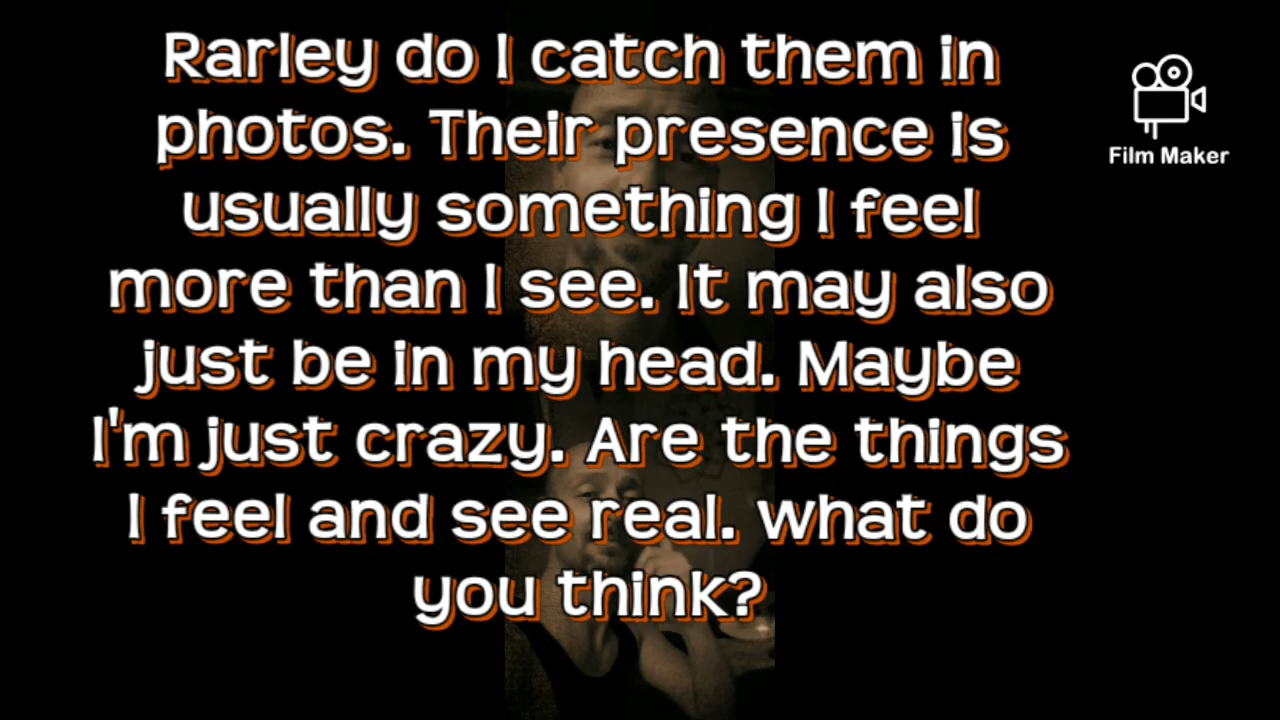 Rarley do I catch them in
photos. Their presence is
usually something I feel
more than I see. It may also
just be in my head. Maybe
I'm just crazy. Are the things
I feel and see real. what do
you think?
Film Maker